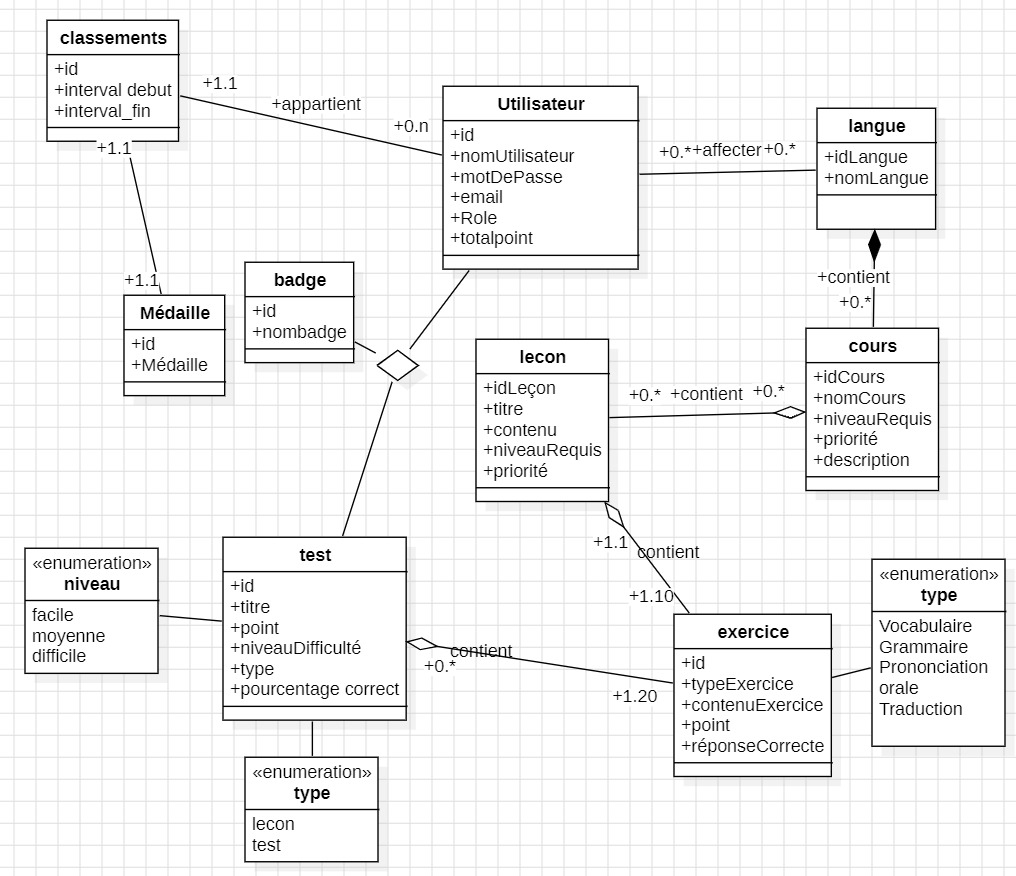 classements
+id
+interval debut
+interval_fin
+1.1
+appartient
+0.n
+1.1
+1.1
Médaille
+id
+Médaille
Utilisateur
+id
+nomUtilisateur
+motDePasse
+email
+Role
+totalpoint
+0.*
+affecter
+0.*
langue
+idLangue
+nomLangue
+contient
+0.*
badge
+id
+nombadge
lecon
+idLeçon
+titre
+contenu
+niveauRequis
+priorité
+0.*
+contient
+0.*
cours
+idCours
+nomCours
+niveauRequis
+priorité
+description
+1.1
contient
+1.10
«enumeration»
niveau
facile
moyenne
difficile
test
+id
+titre
+point
+niveauDifficulté
+type
+pourcentage correct
contient
+0.*
+1.20
exercice
+id
+typeExercice
+contenuExercice
+point
+réponseCorrecte
«enumeration»
type
Vocabulaire
Grammaire
Prononciation
orale
Traduction
«enumeration»
type
lecon
test